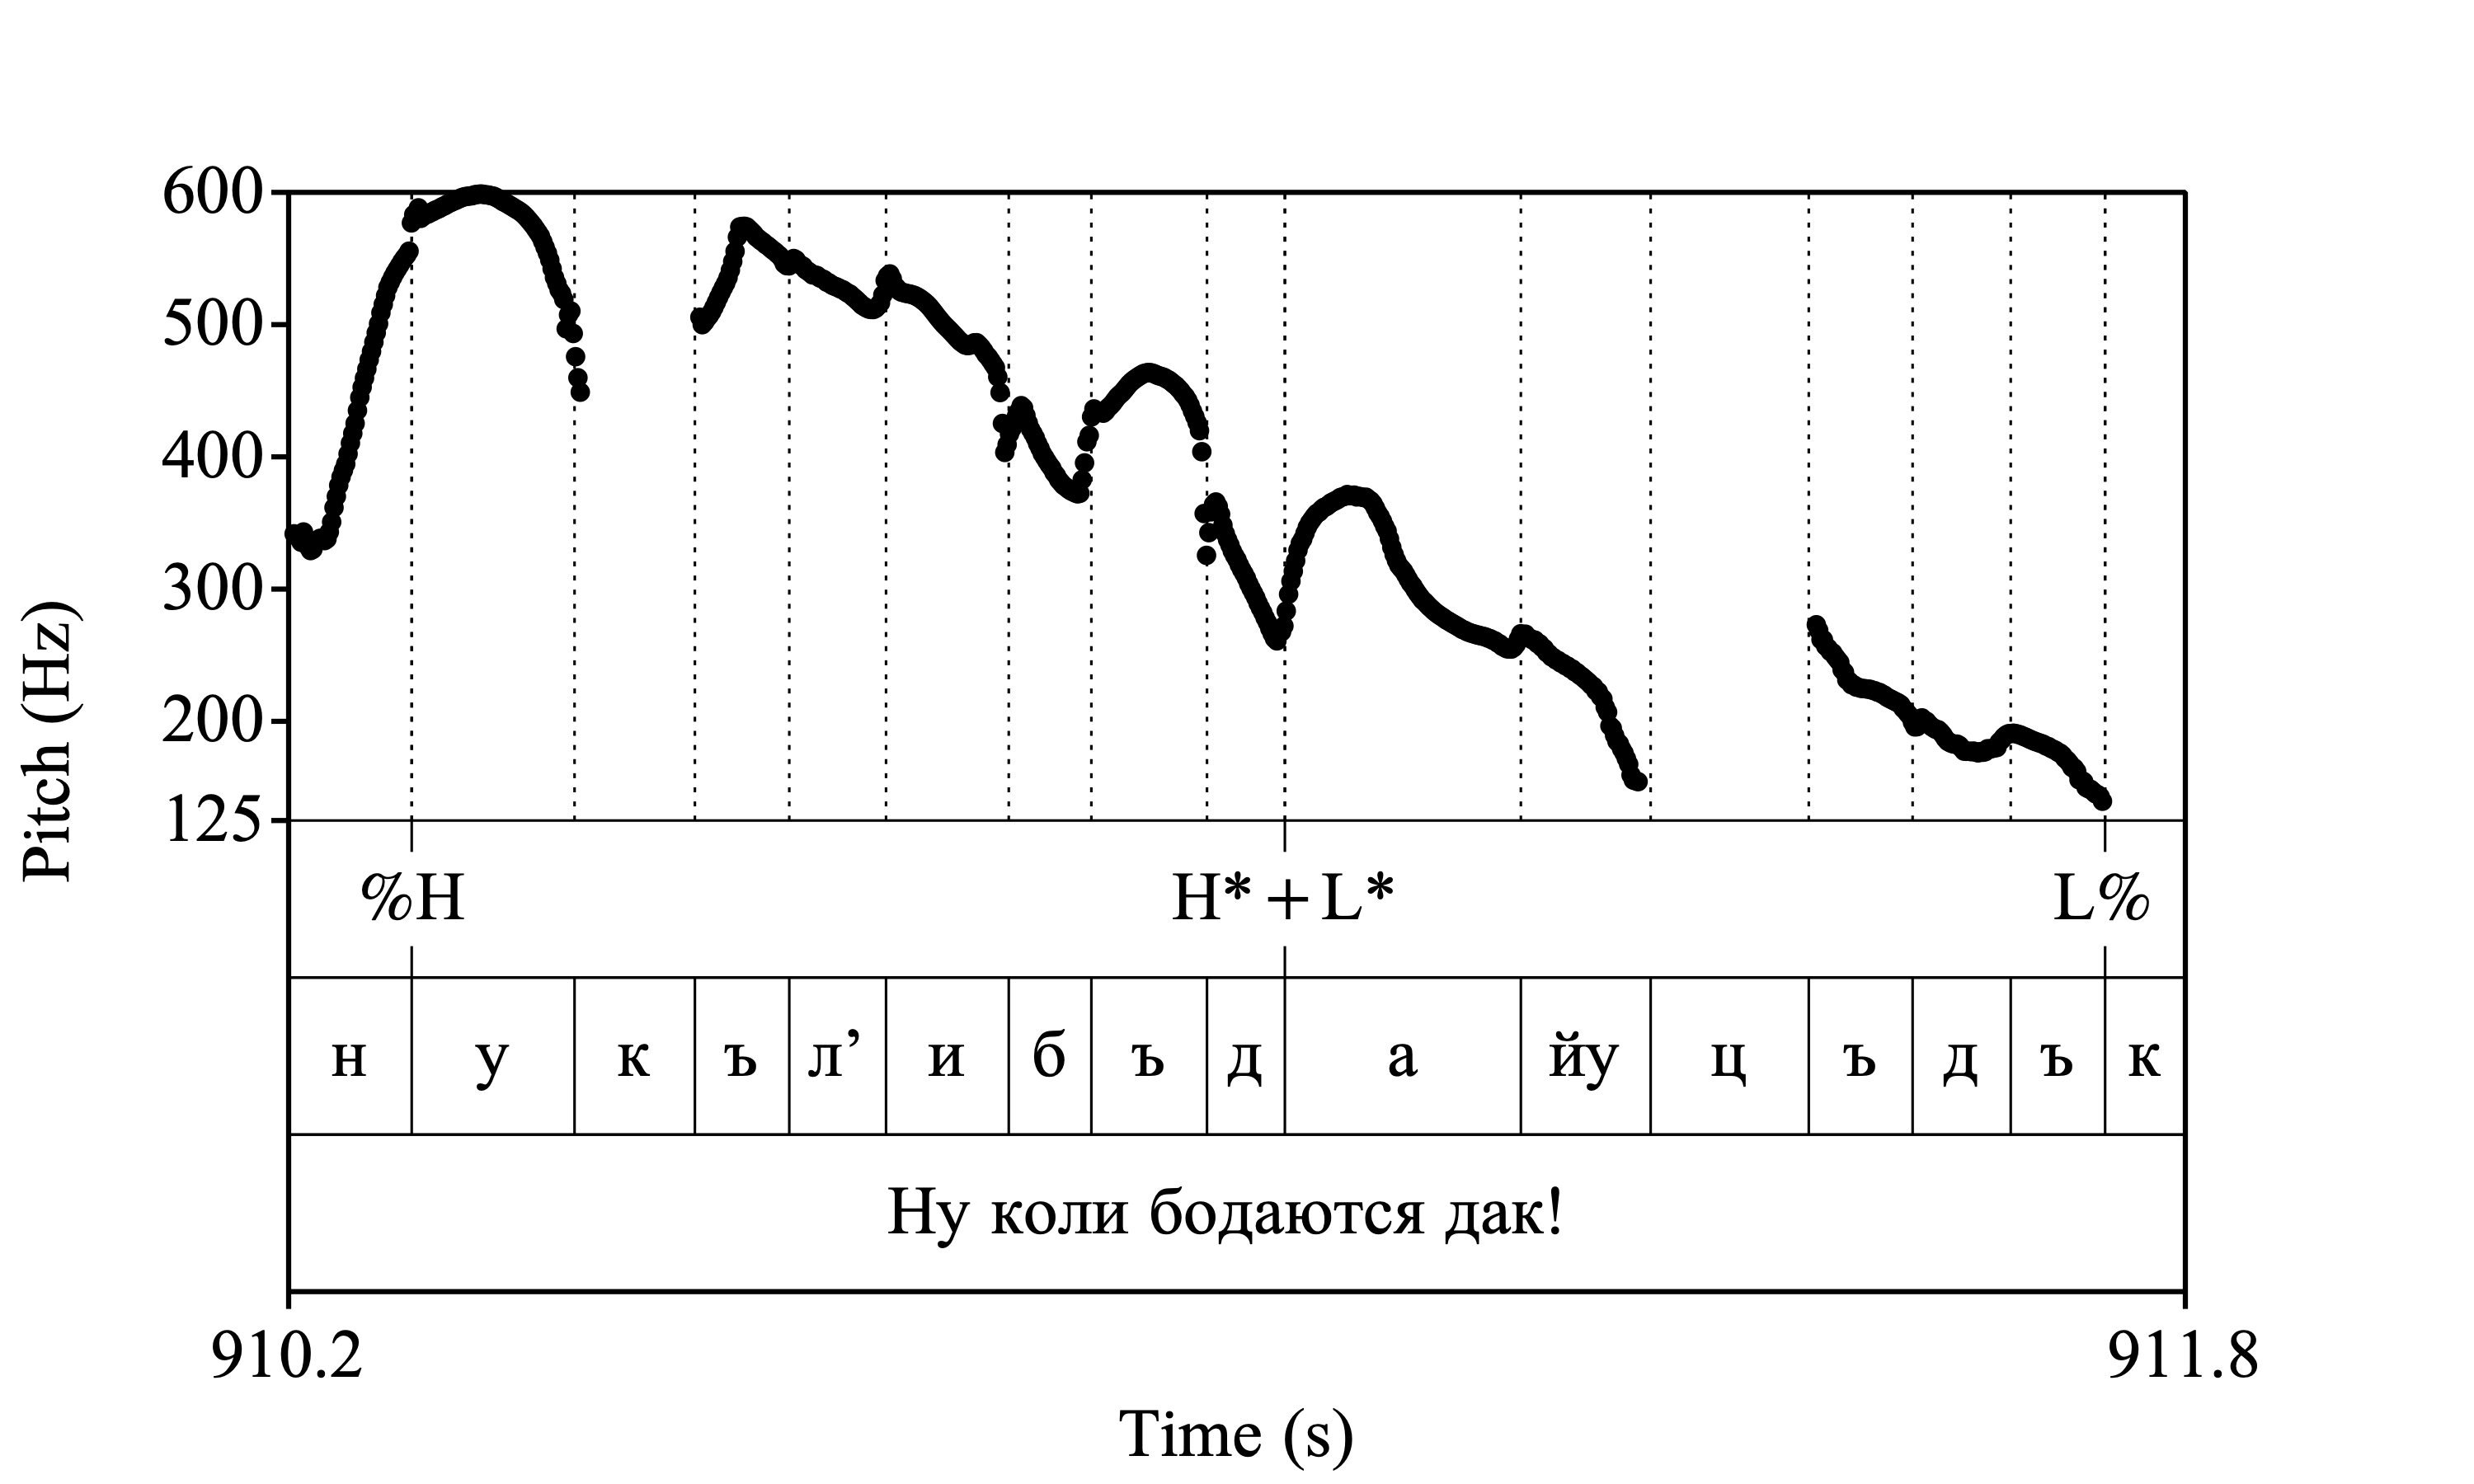 600
500
400
300
200
125
Pitch (Hz)
%H H*+L* L%
н у к ъ л’ и б ъ д а йу ц ъ д ъ к
Ну коли бодаются дак!
910.2 911.8
Time (s)